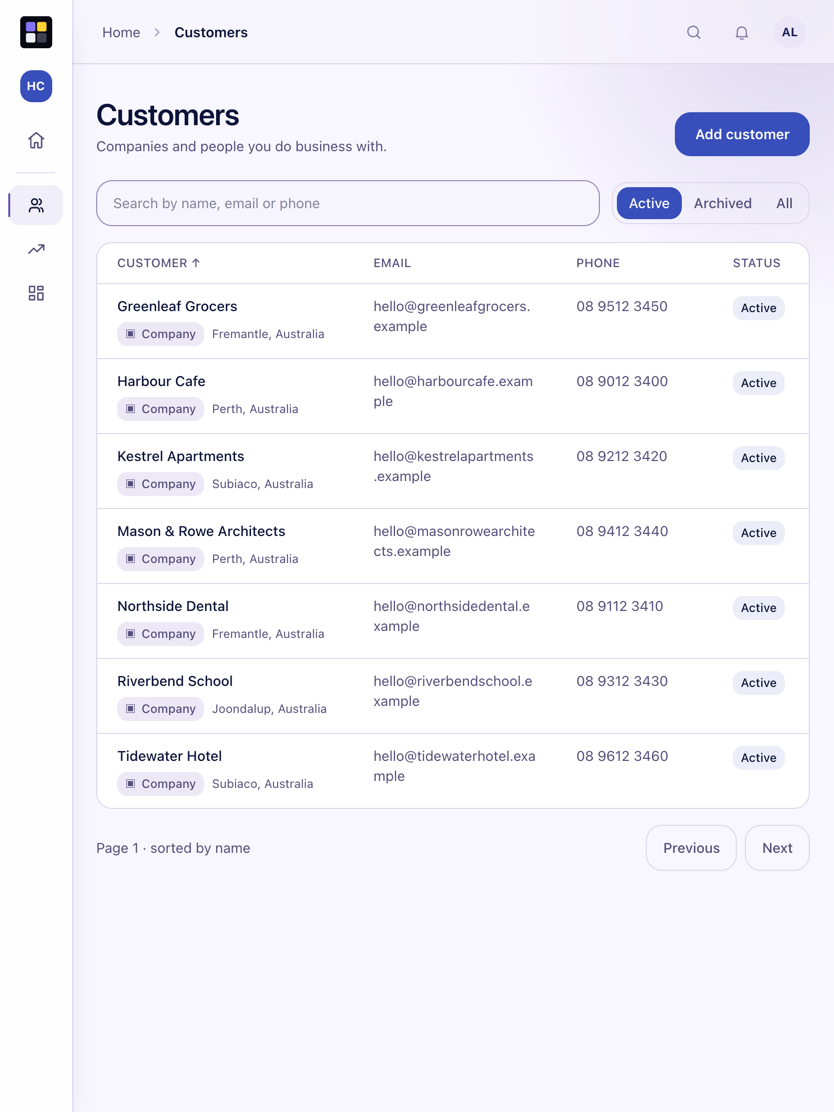 HC
Home > Customers
AL
Customers
Companies and people you do business with.
Add customer
Search by name, email or phone
Active Archived All
CUSTOMER ↑ EMAIL PHONE STATUS
Greenleaf Grocers hello@greenleafgrocers. 08 9512 3450 Active
example
Company Fremantle, Australia
Harbour Cafe hello@harbourcafe.exam 08 9012 3400 Active
ple
Company Perth, Australia
Kestrel Apartments hello@kestrelapartments 08 9212 3420 Active
.example
Company Subiaco, Australia
Mason & Rowe Architects hello@masonrowearchite 08 9412 3440 Active
cts.example
Company Perth, Australia
Northside Dental hello@northsidedental.e 08 9112 3410 Active
xample
Company Fremantle, Australia
Riverbend School hello@riverbendschool.e 08 9312 3430 Active
xample
Company Joondalup, Australia
Tidewater Hotel hello@tidewaterhotel.exa 08 9612 3460 Active
mple
Company Subiaco, Australia
Page 1 · sorted by name
Previous Next